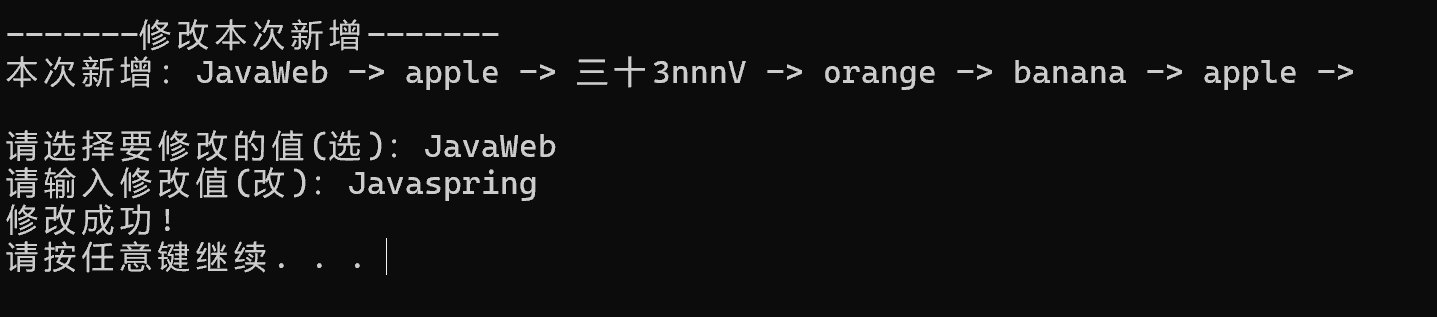 -------修改本次新增-------
本次新增: JavaWeb -> apple -> 三十3nnnV -> orange -> banana -> apple ->
请选择要修改的值(选): JavaWeb
请输入修改值(改): Javaspring
修改成功!
请按任意键继续. . .